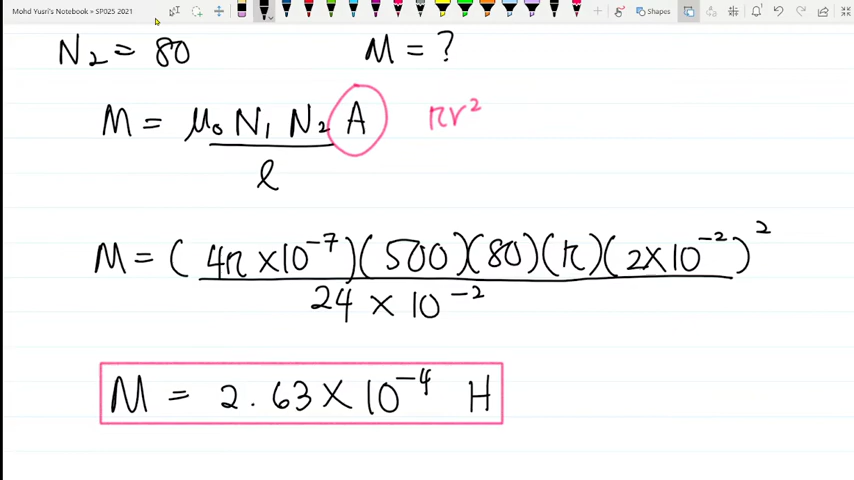 Mohd Yusri's Notebook » SP025 2021
Shapes
N₂ = 80 M = ?
M = μ₀ N₁ N₂ A πr²
ℓ
M = (4π ×10⁻⁷)(500)(80)(π)(2×10⁻²)²
24 × 10⁻²
M = 2.63 × 10⁻⁴ H